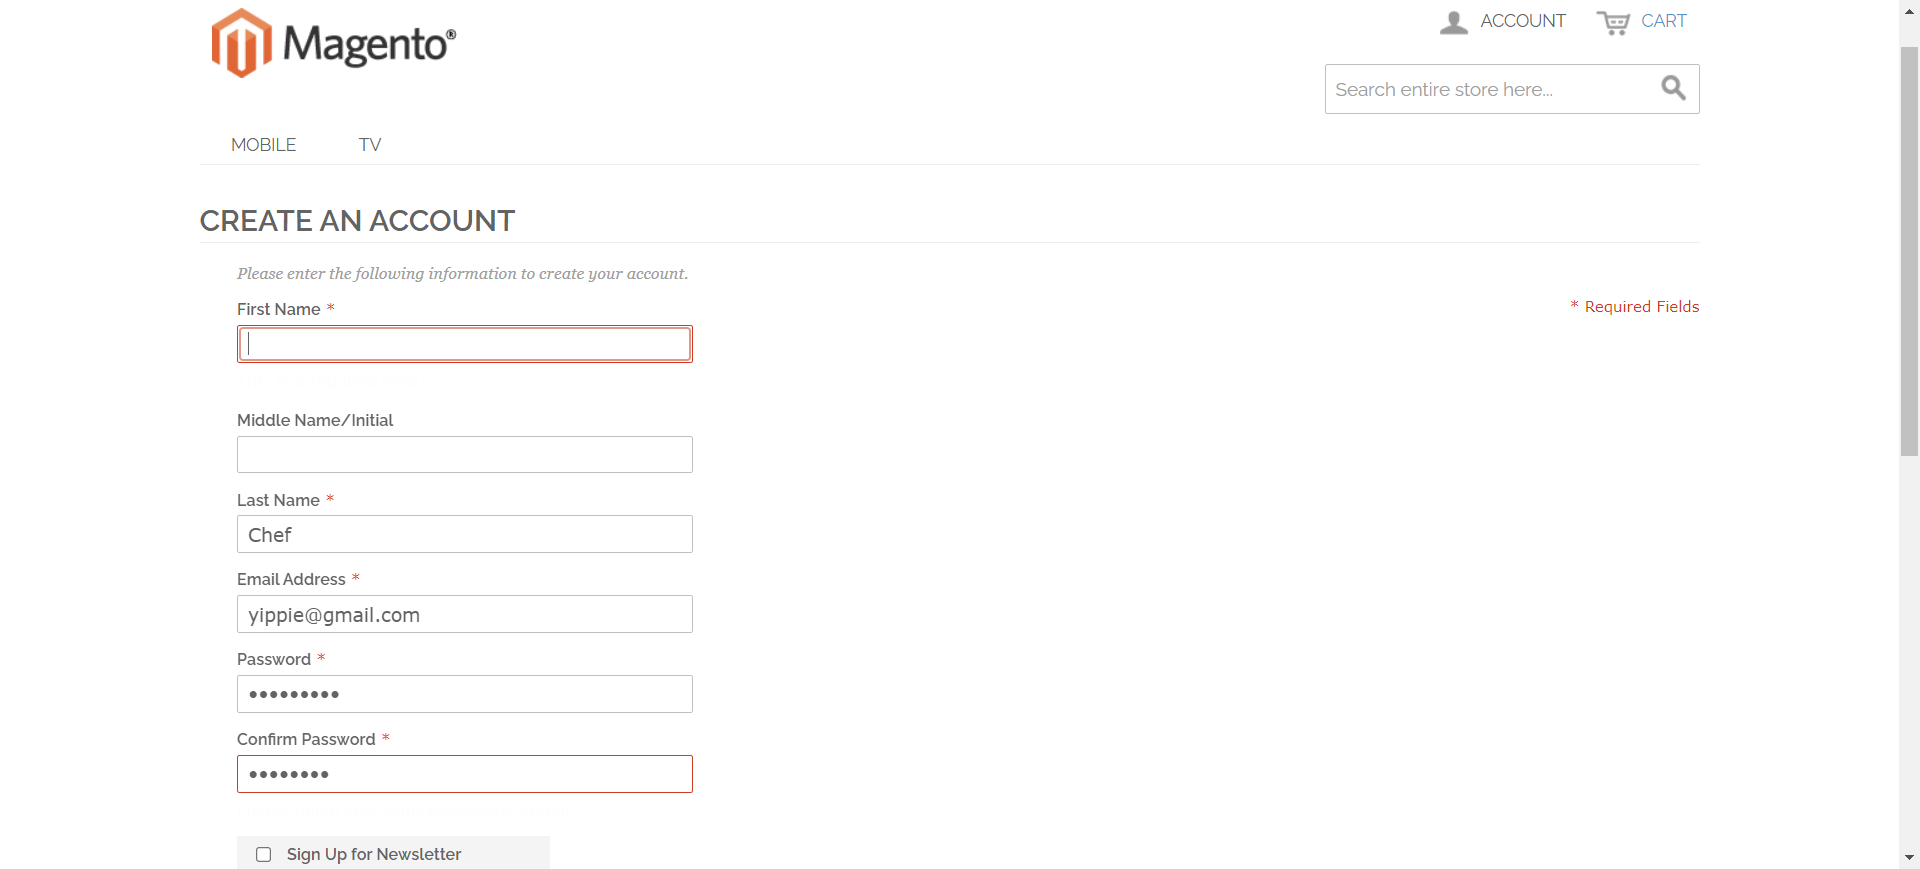 Magento®
ACCOUNT
CART
Search entire store here...
MOBILE
TV
CREATE AN ACCOUNT
Please enter the following information to create your account.
First Name *
* Required Fields
Middle Name/Initial
Last Name *
Chef
Email Address *
yippie@gmail.com
Password *
•••••••••
Confirm Password *
••••••••
Sign Up for Newsletter